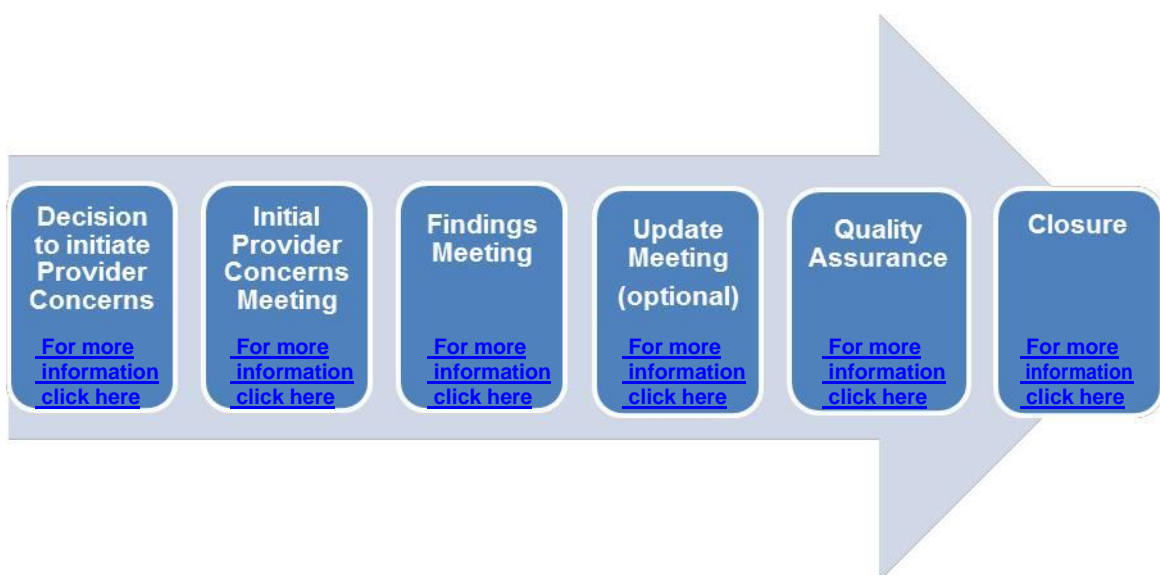 Decision
to initiate
Provider
Concerns
For more
information
click here
Initial
Provider
Concerns
Meeting
For more
information
click here
Findings
Meeting
For more
information
click here
Update
Meeting
(optional)
For more
information
click here
Quality
Assurance
For more
information
click here
Closure
For more
information
click here